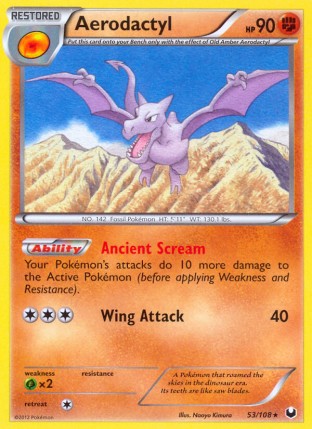 RESTORED
Aerodactyl
HP 90
Put this card onto your Bench only with the effect of Old Amber Aerodactyl
NO. 142 Fossil Pokémon HT: 5'11" WT: 130.1 lbs.
Ability Ancient Scream
Your Pokémon's attacks do 10 more damage to
the Active Pokémon (before applying Weakness and
Resistance).
Wing Attack 40
weakness resistance
×2
retreat
A Pokémon that roamed the
skies in the dinosaur era.
Its teeth are like saw blades.
©2012 Pokémon
Illus. Naoyo Kimura
53/108 ★